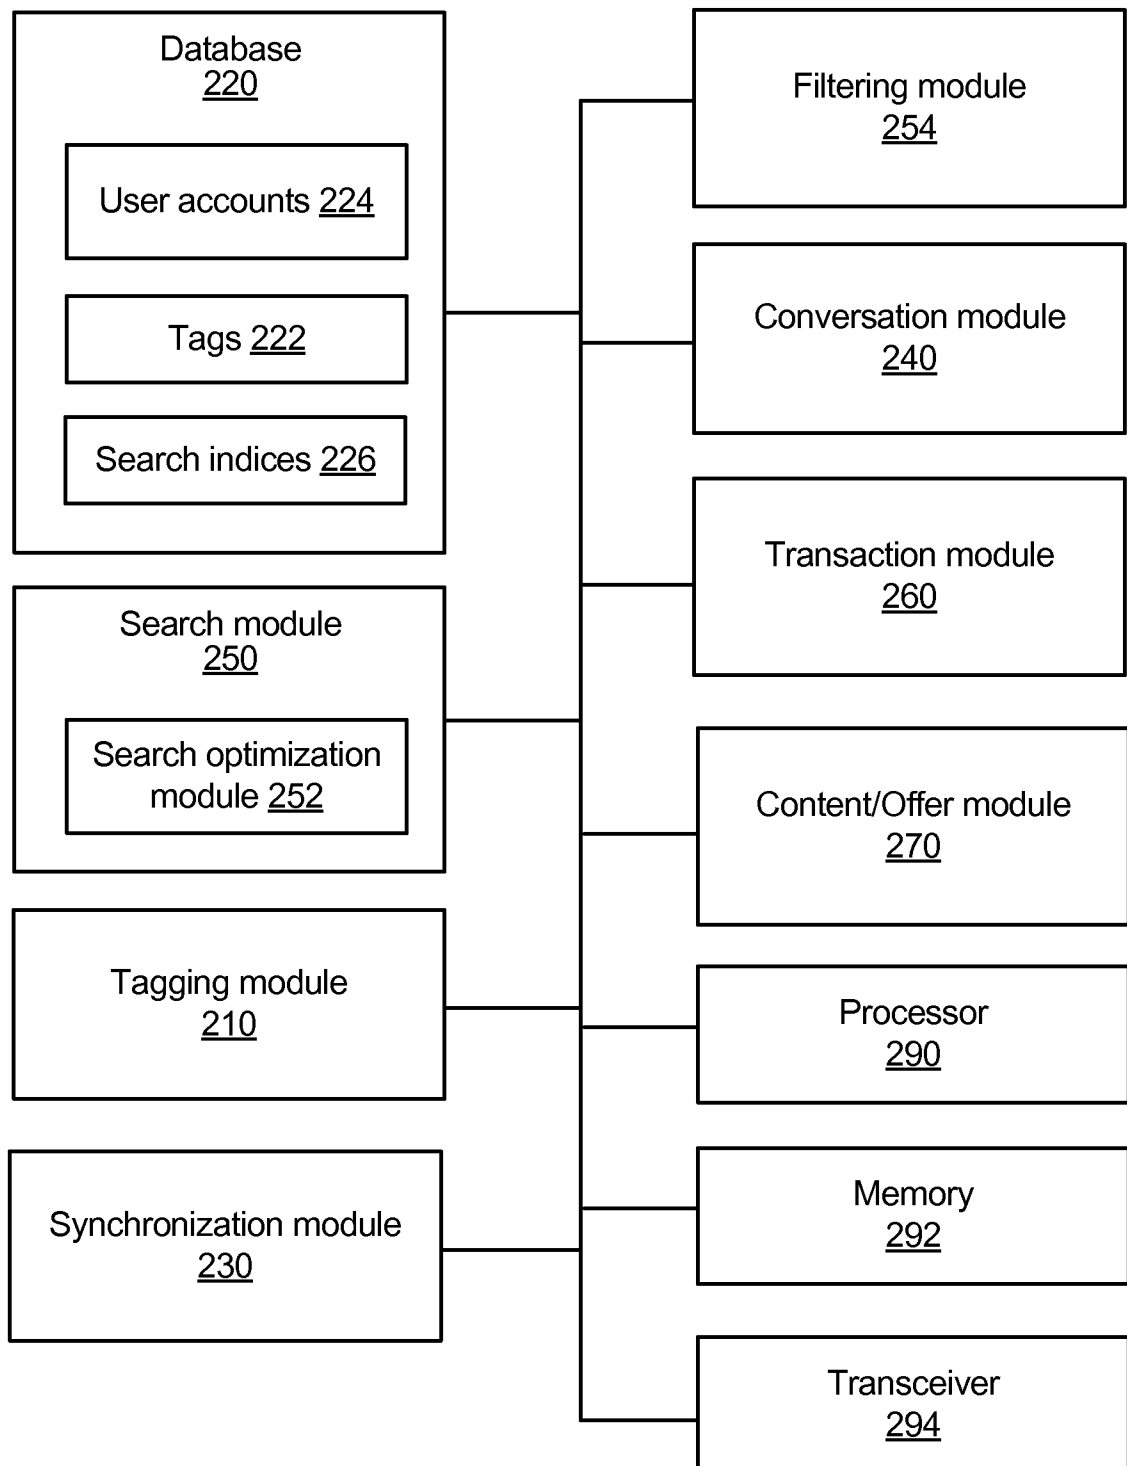 Database
220
User accounts 224
Tags 222
Search indices 226
Search module
250
Search optimization
module 252
Tagging module
210
Synchronization module
230
Filtering module
254
Conversation module
240
Transaction module
260
Content/Offer module
270
Processor
290
Memory
292
Transceiver
294